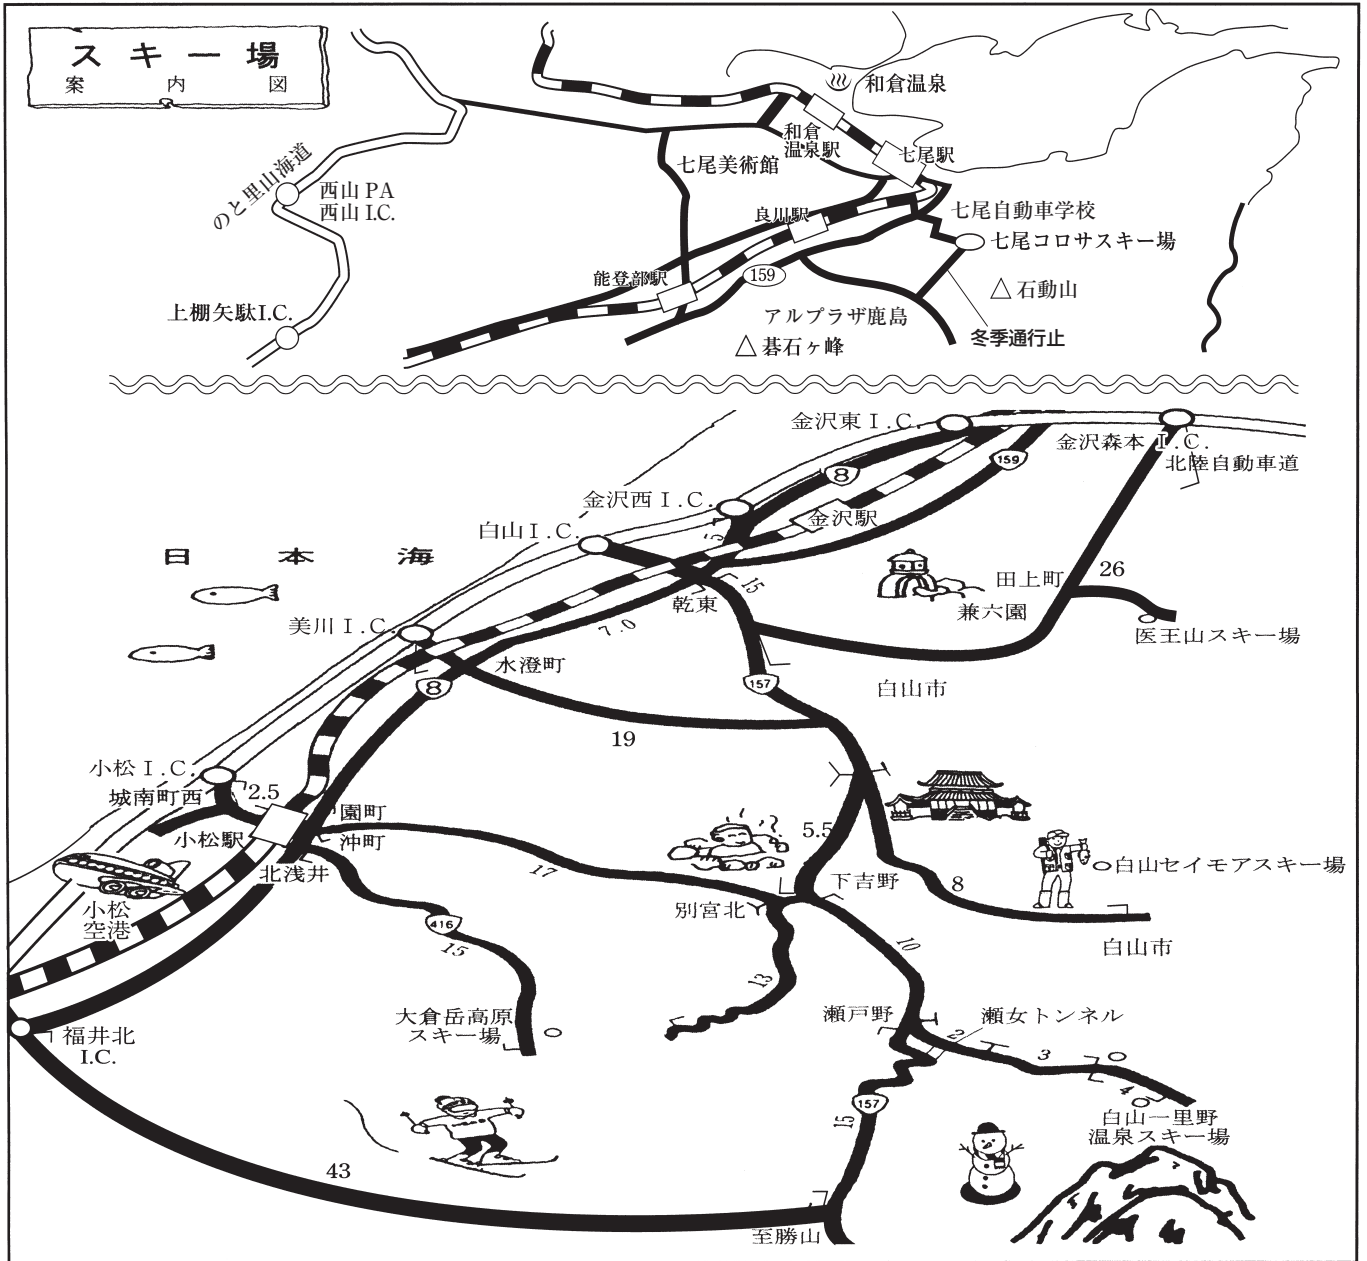 スキー場
案内図
和倉温泉
和倉
温泉駅
七尾駅
七尾美術館
のと里山海道
西山PA
西山I.C.
良川駅
七尾自動車学校
七尾コロサスキー場
能登部駅
159
△石動山
上棚矢駄I.C.
アルプラザ鹿島
△碁石ヶ峰
冬季通行止
金沢東I.C.
金沢森本I.C.
北陸自動車道
159
8
金沢西I.C.
金沢駅
白山I.C.
5
日本海
15
乾東
田上町
26
兼六園
医王山スキー場
美川I.C.
7.0
水澄町
8
157
白山市
19
小松I.C.
城南町西
2.5
園町
小松駅
沖町
北浅井
5.5
17
下吉野
8
白山セイモアスキー場
小松
空港
別宮北
416
15
10
白山市
13
大倉岳高原
スキー場
瀬戸野
瀬女トンネル
2
3
4
福井北
I.C.
157
15
白山一里野
温泉スキー場
43
至勝山